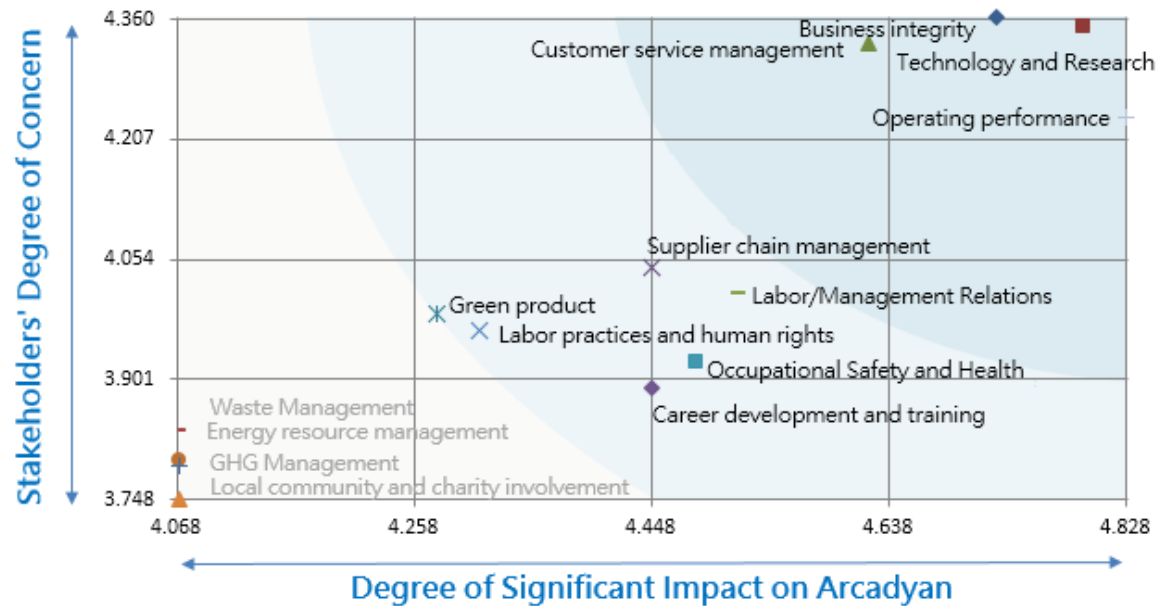 Stakeholders' Degree of Concern
4.360
4.207
4.054
3.901
3.748
Business integrity
Customer service management
Technology and Research
Operating performance
Supplier chain management
Labor/Management Relations
Green product
Labor practices and human rights
Occupational Safety and Health
Career development and training
Waste Management
Energy resource management
GHG Management
Local community and charity involvement
4.068
4.258
4.448
4.638
4.828
Degree of Significant Impact on Arcadyan